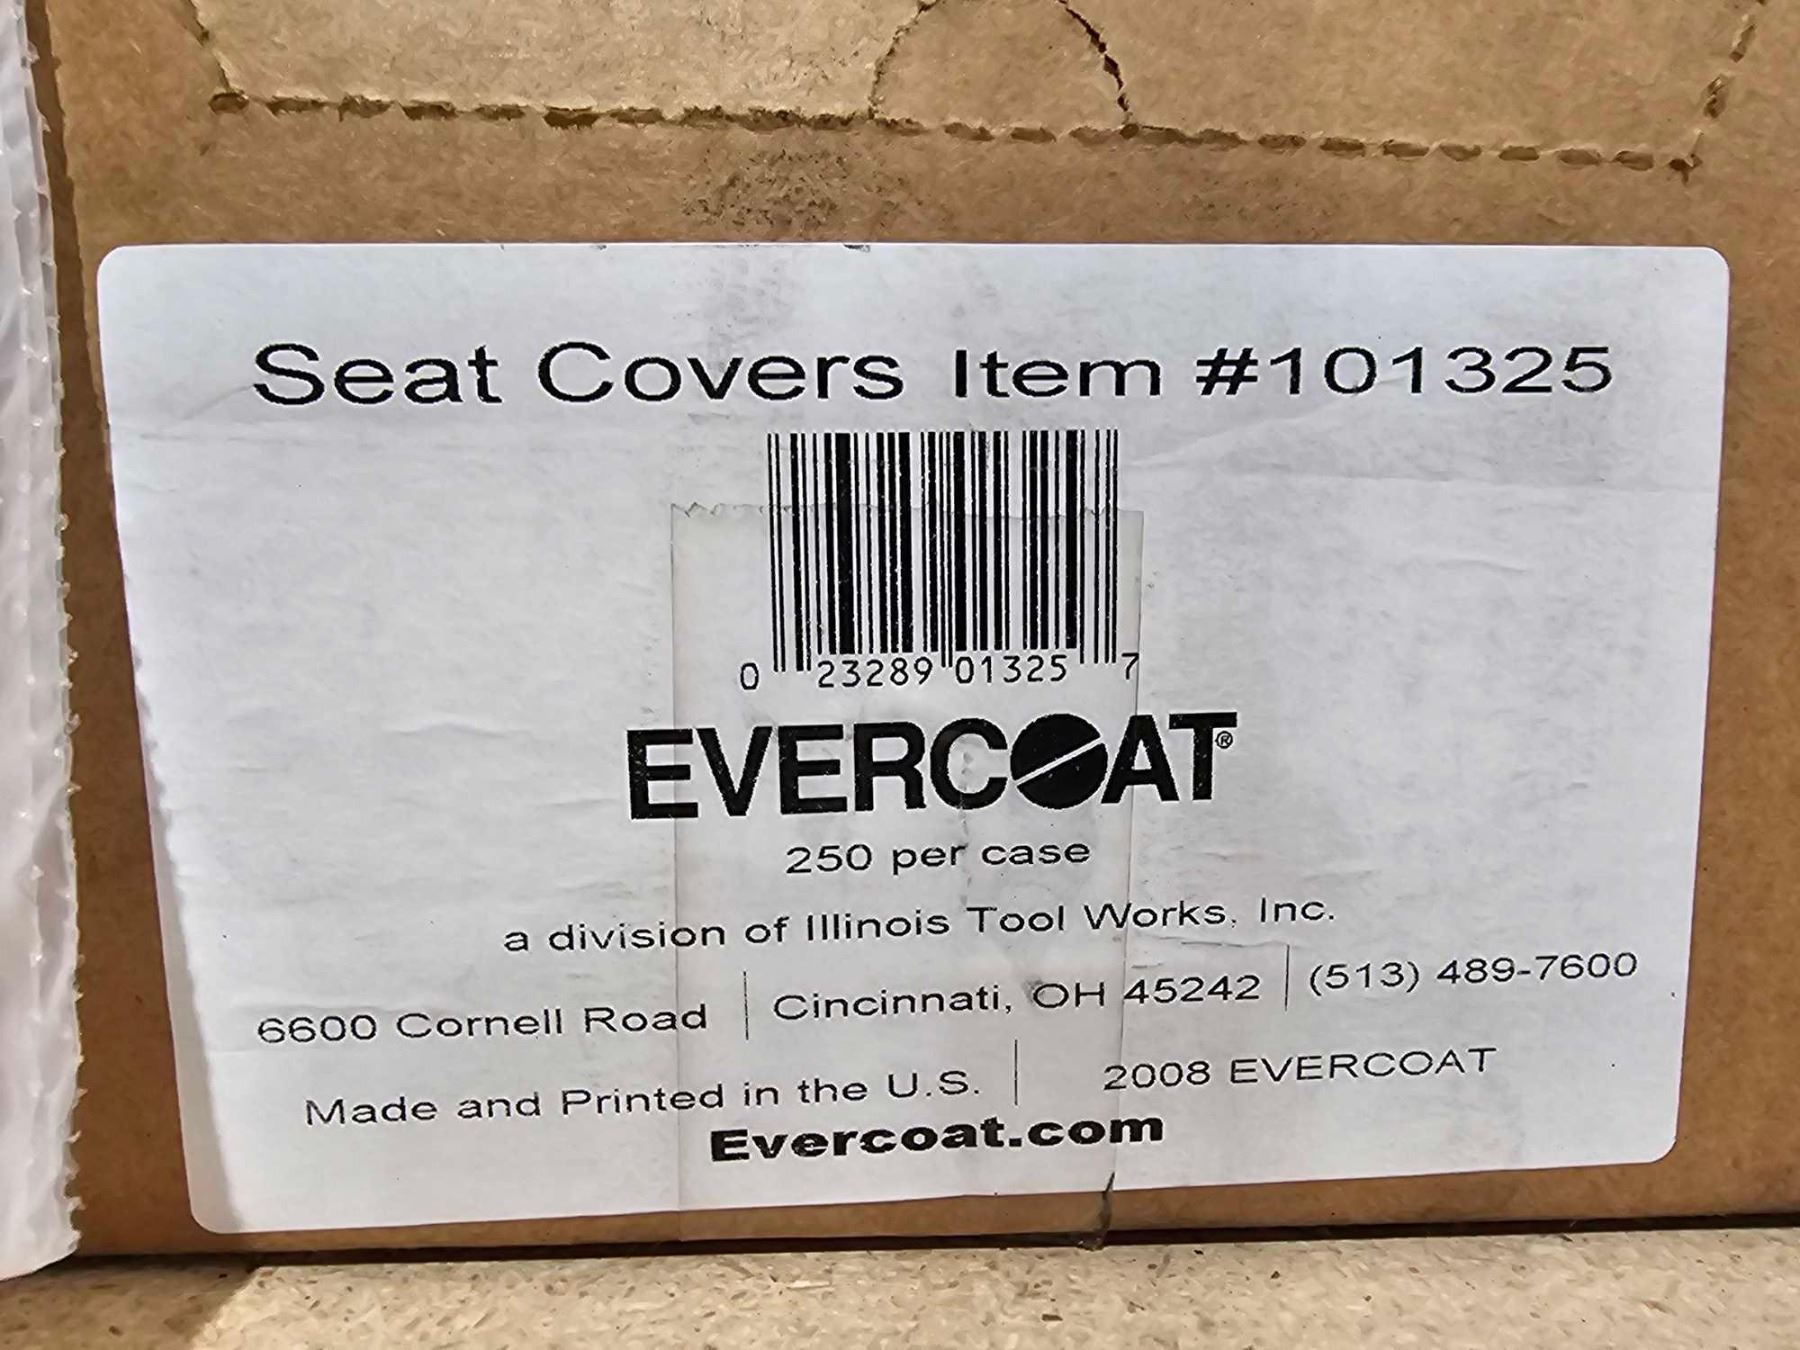 Seat Covers Item #101325
0 23289 01325 7
EVERCOAT®
250 per case
a division of Illinois Tool Works, Inc.
6600 Cornell Road | Cincinnati, OH 45242 | (513) 489-7600
Made and Printed in the U.S. | 2008 EVERCOAT
Evercoat.com